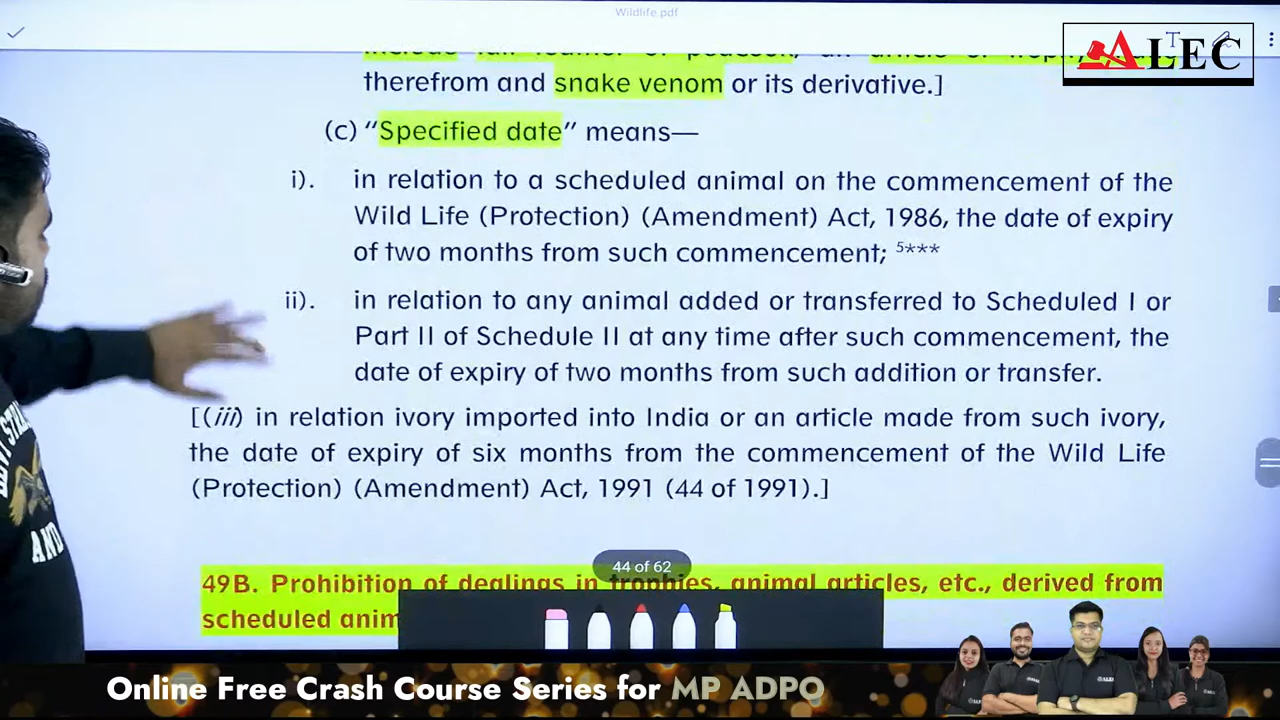 Wildlife.pdf
ALEC
therefrom and snake venom or its derivative.]
(c) “Specified date” means—
i). in relation to a scheduled animal on the commencement of the
Wild Life (Protection) (Amendment) Act, 1986, the date of expiry
of two months from such commencement; 5***
ii). in relation to any animal added or transferred to Scheduled I or
Part II of Schedule II at any time after such commencement, the
date of expiry of two months from such addition or transfer.
[(iii) in relation ivory imported into India or an article made from such ivory,
the date of expiry of six months from the commencement of the Wild Life
(Protection) (Amendment) Act, 1991 (44 of 1991).]
44 of 62
49B. Prohibition of dealings in trophies, animal articles, etc., derived from
scheduled anim
AND
Online Free Crash Course Series for MP ADPO